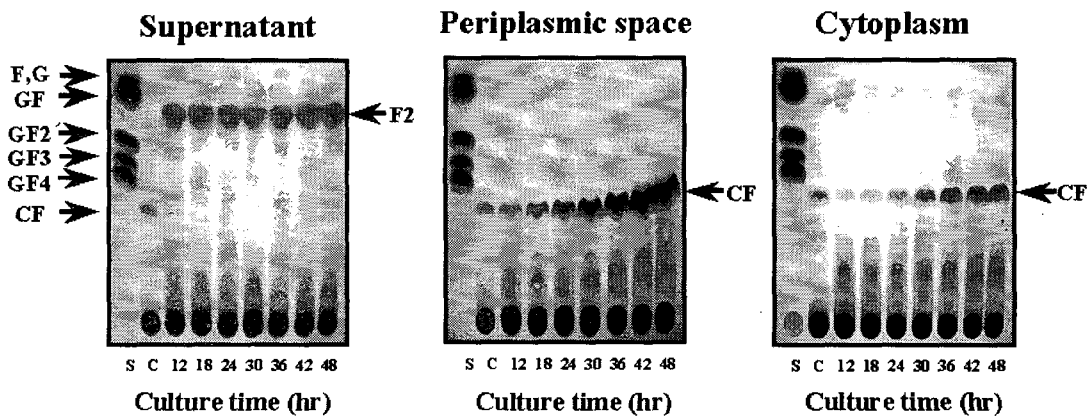 Supernatant
Periplasmic space
Cytoplasm
F,G
GF
GF2
GF3
GF4
CF
F2
CF
CF
S C 12 18 24 30 36 42 48
S C 12 18 24 30 36 42 48
S C 12 18 24 30 36 42 48
Culture time (hr)
Culture time (hr)
Culture time (hr)